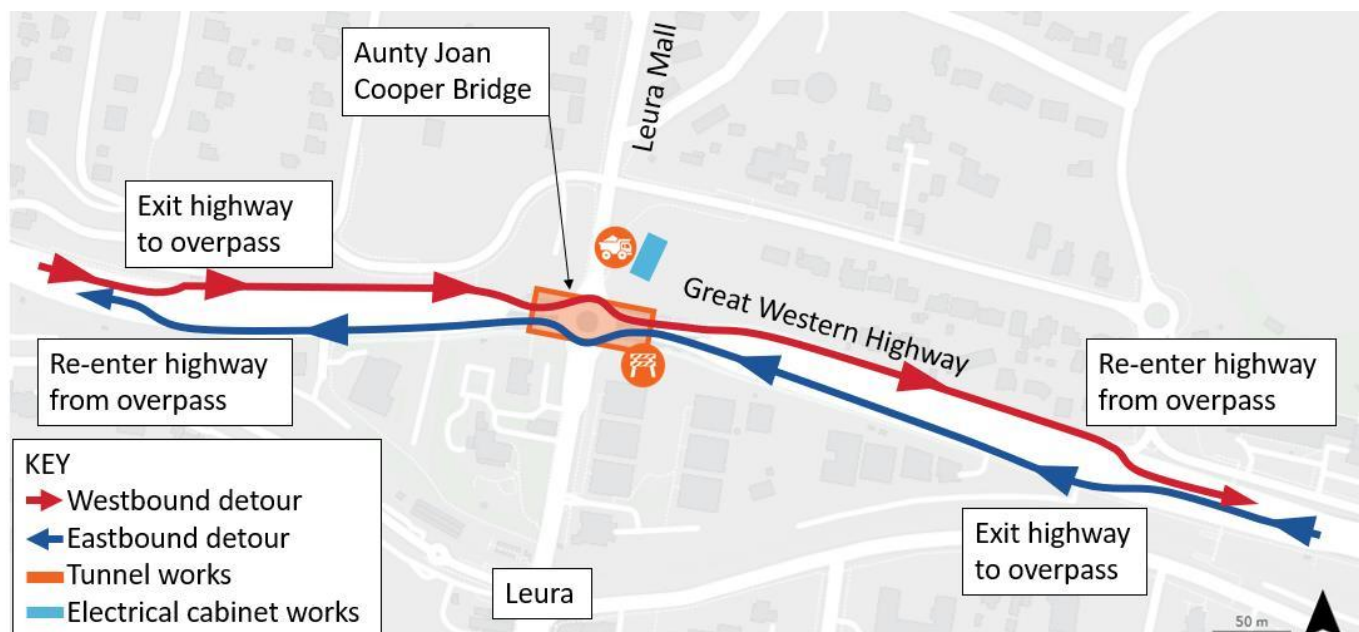 Aunty Joan
Cooper Bridge
Leura Mall
Exit highway
to overpass
Great Western Highway
Re-enter highway
from overpass
Re-enter highway
from overpass
KEY
Westbound detour
Eastbound detour
Tunnel works
Electrical cabinet works
Leura
Exit highway
to overpass
50 m